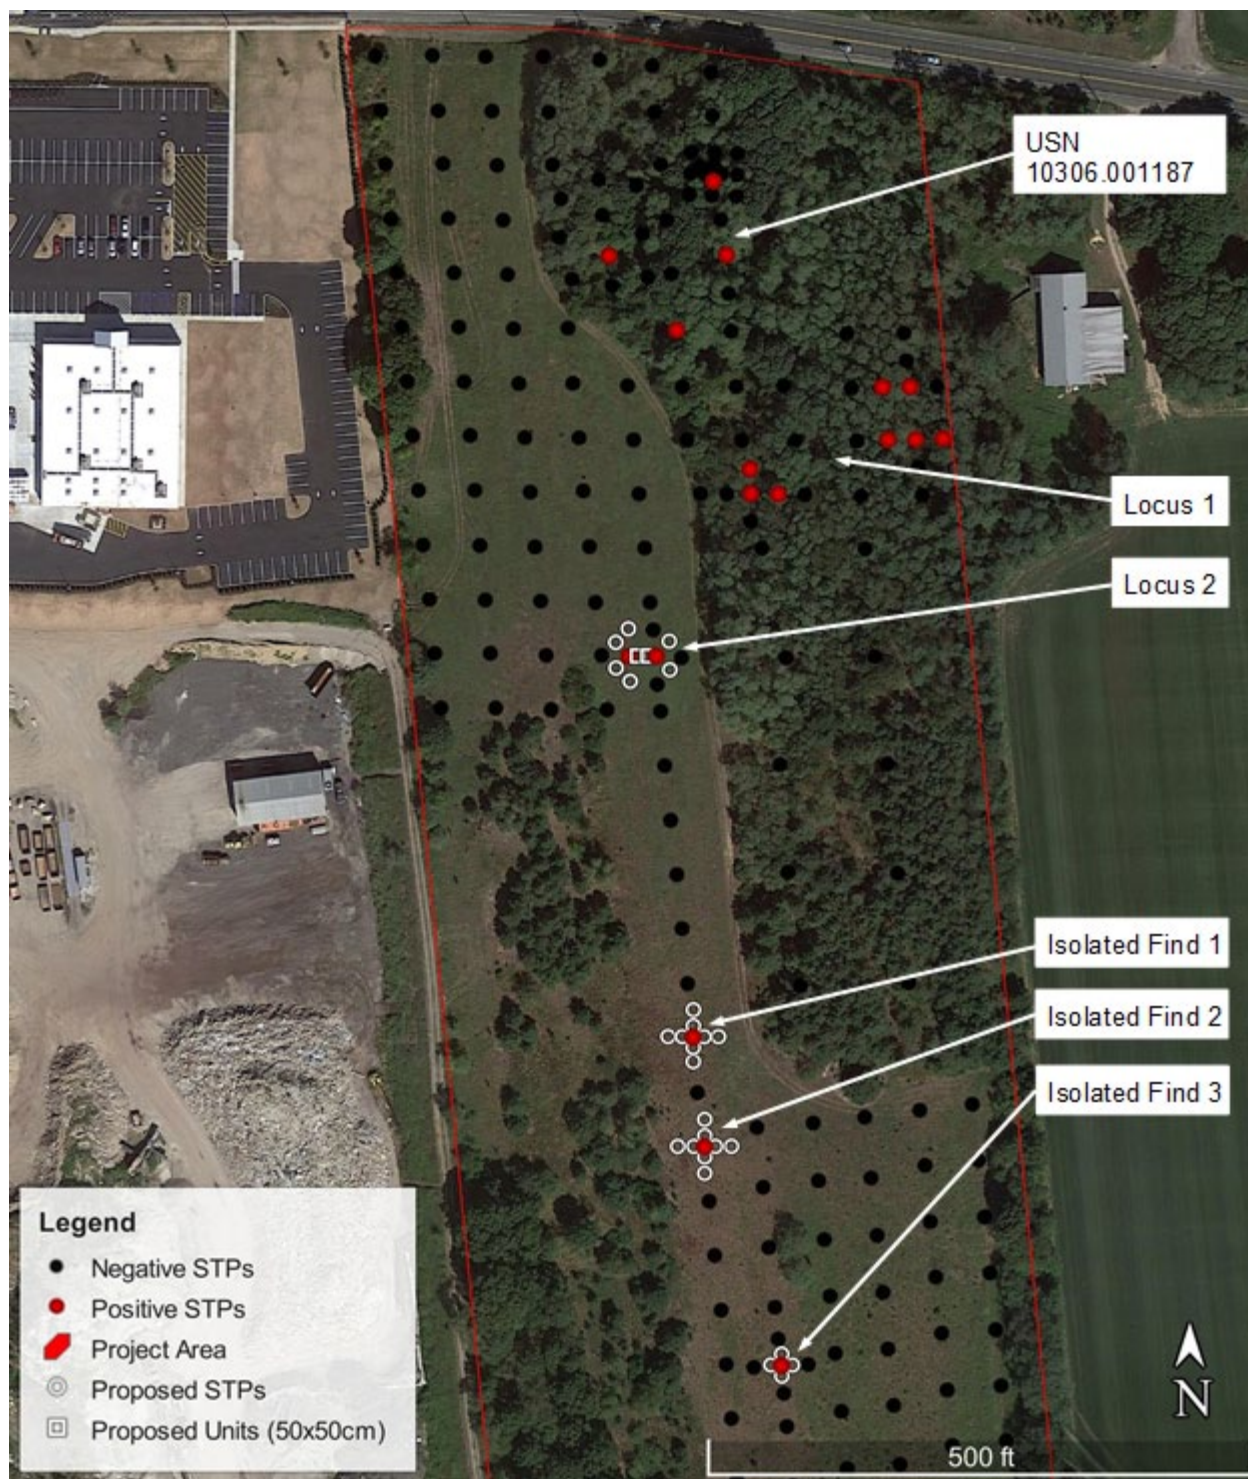 USN
10306.001187
Locus 1
Locus 2
Isolated Find 1
Isolated Find 2
Isolated Find 3
Legend
Negative STPs
Positive STPs
Project Area
Proposed STPs
Proposed Units (50x50cm)
N
500 ft